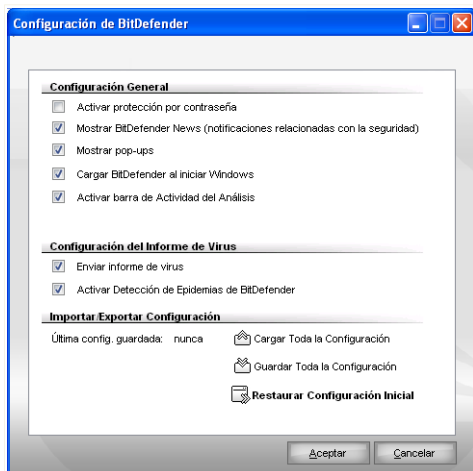 Configuración de BitDefender
Configuración General
Activar protección por contraseña
Mostrar BitDefender News (notificaciones relacionadas con la seguridad)
Mostrar pop-ups
Cargar BitDefender al iniciar Windows
Activar barra de Actividad del Análisis
Configuración del Informe de Virus
Enviar informe de virus
Activar Detección de Epidemias de BitDefender
Importar/Exportar Configuración
Última config. guardada: nunca
Cargar Toda la Configuración
Guardar Toda la Configuración
Restaurar Configuración Inicial
Aceptar Cancelar